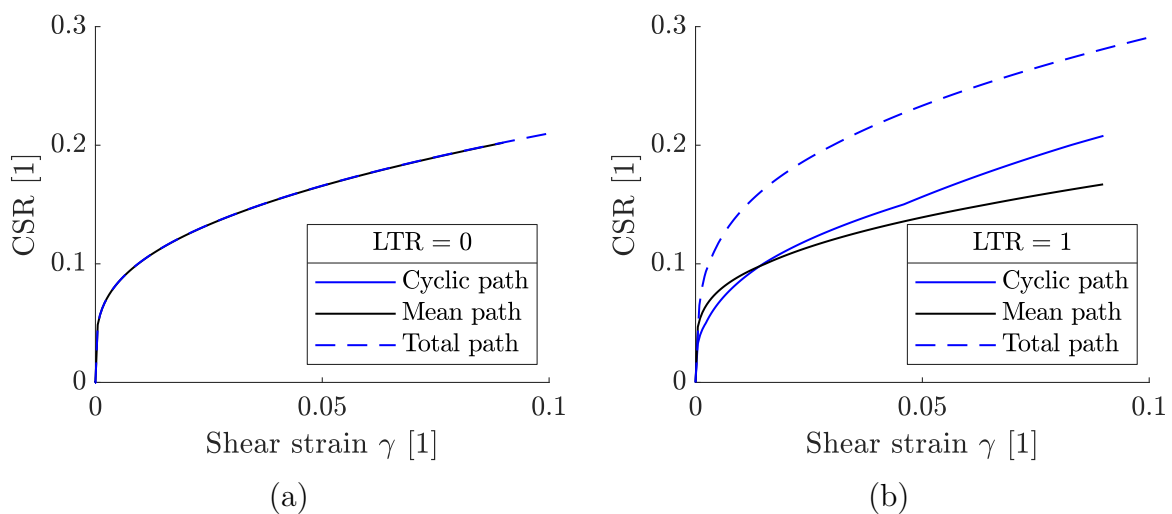 0.3
0.2
0.1
0
CSR [1]
LTR = 0
Cyclic path
Mean path
Total path
0
0.05
0.1
Shear strain γ [1]
(a)
0.3
0.2
0.1
0
CSR [1]
LTR = 1
Cyclic path
Mean path
Total path
0
0.05
0.1
Shear strain γ [1]
(b)